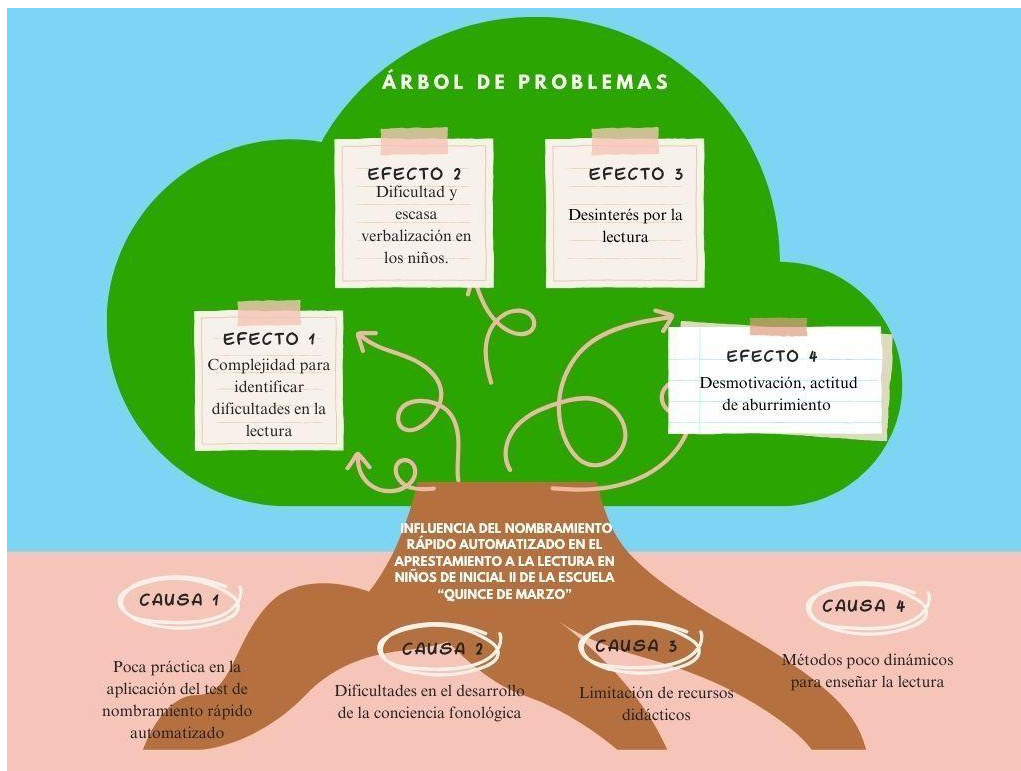 ÁRBOL DE PROBLEMAS
EFECTO 2
Dificultad y
escasa
verbalización en
los niños.
EFECTO 3
Desinterés por la
lectura
EFECTO 1
Complejidad para
identificar
dificultades en la
lectura
EFECTO 4
Desmotivación, actitud
de aburrimiento
INFLUENCIA DEL NOMBRAMIENTO
RÁPIDO AUTOMATIZADO EN EL
APRESTAMIENTO A LA LECTURA EN
NIÑOS DE INICIAL II DE LA ESCUELA
“QUINCE DE MARZO”
CAUSA 1
Poca práctica en la
aplicación del test de
nombramiento rápido
automatizado
CAUSA 2
Dificultades en el desarrollo
de la conciencia fonológica
CAUSA 3
Limitación de recursos
didácticos
CAUSA 4
Métodos poco dinámicos
para enseñar la lectura